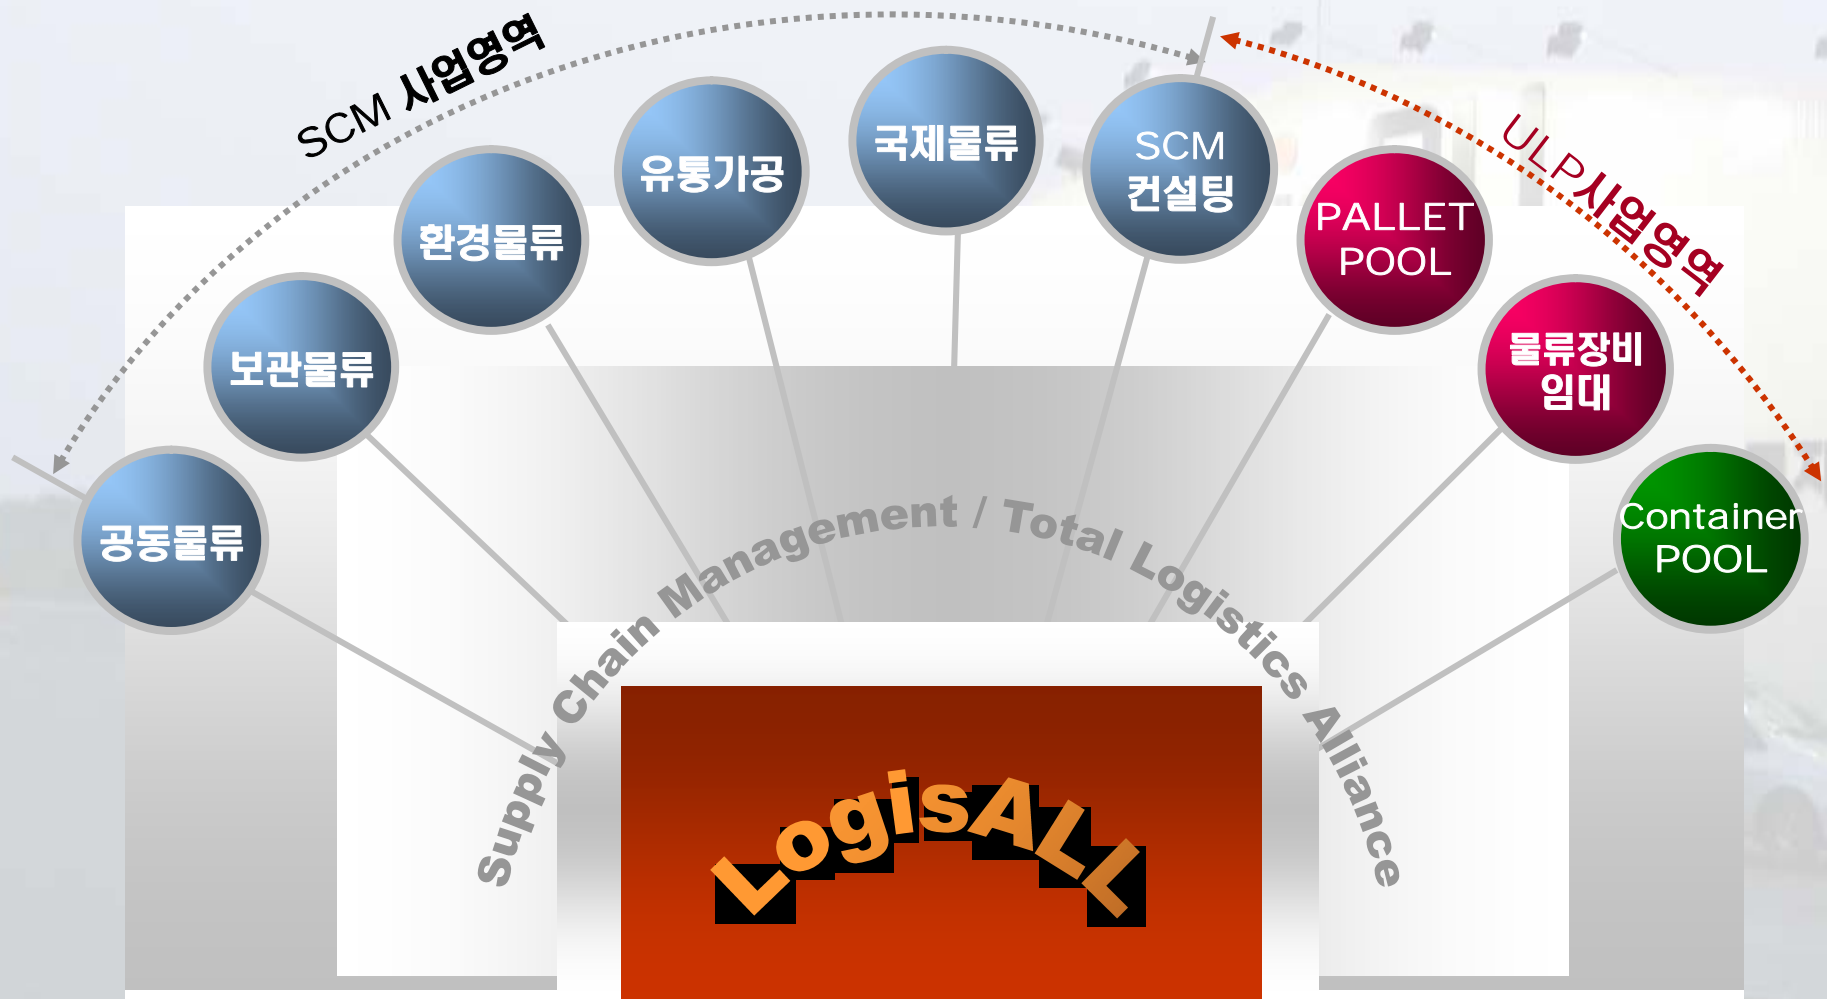 SCM 사업영역
ULP사업영역
공동물류
보관물류
환경물류
유통가공
국제물류
SCM
컨설팅
PALLET
POOL
물류장비
임대
Container
POOL
Supply Chain Management / Total Logistics Alliance
LogisALL